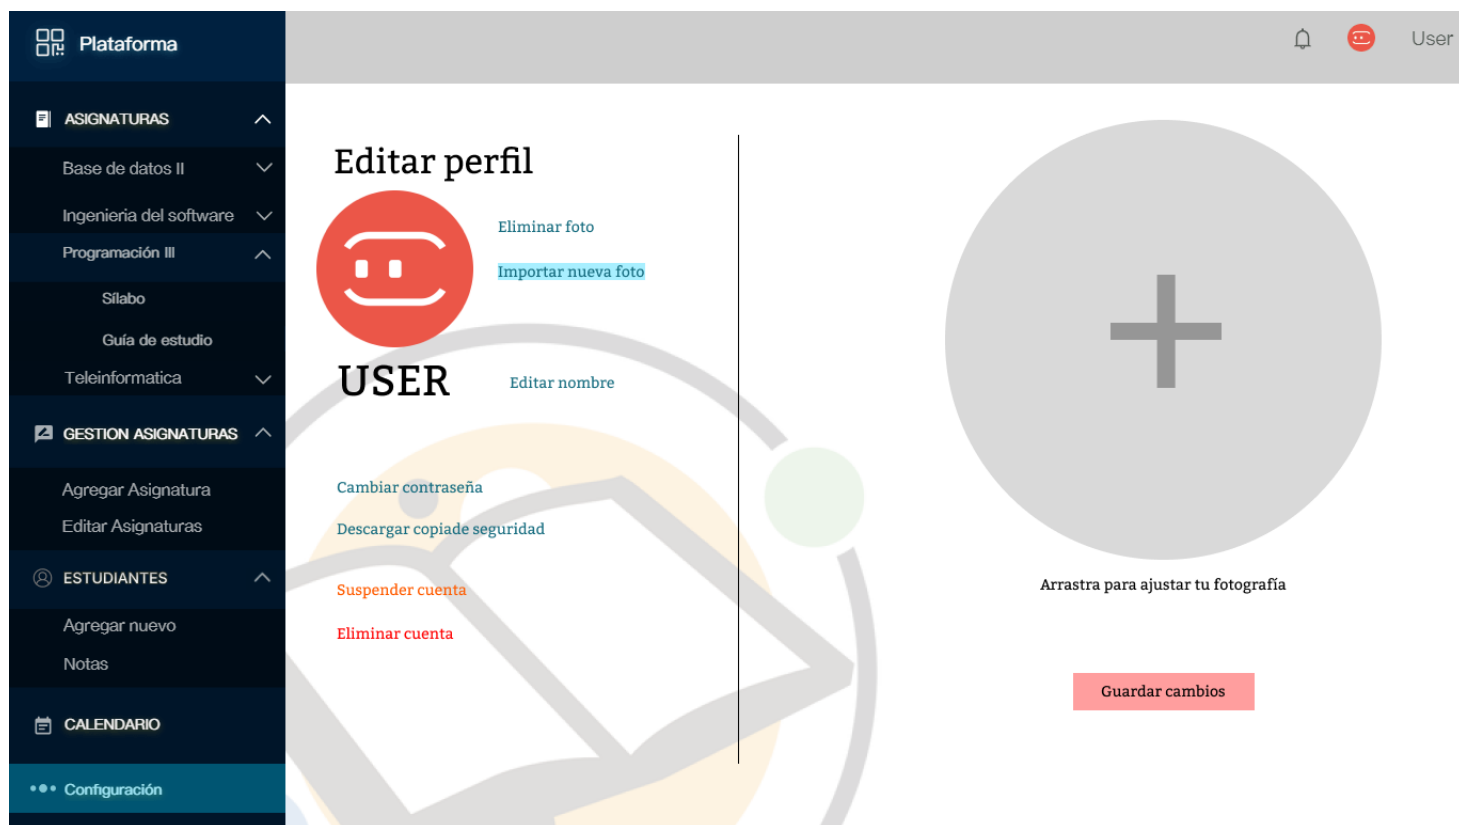 Plataforma
User
ASIGNATURAS
Base de datos II
Ingenieria del software
Programación III
Sílabo
Guía de estudio
Teleinformatica
GESTION ASIGNATURAS
Agregar Asignatura
Editar Asignaturas
ESTUDIANTES
Agregar nuevo
Notas
CALENDARIO
Configuración
Editar perfil
Eliminar foto
Importar nueva foto
USER
Editar nombre
Cambiar contraseña
Descargar copiade seguridad
Suspender cuenta
Eliminar cuenta
Arrastra para ajustar tu fotografía
Guardar cambios